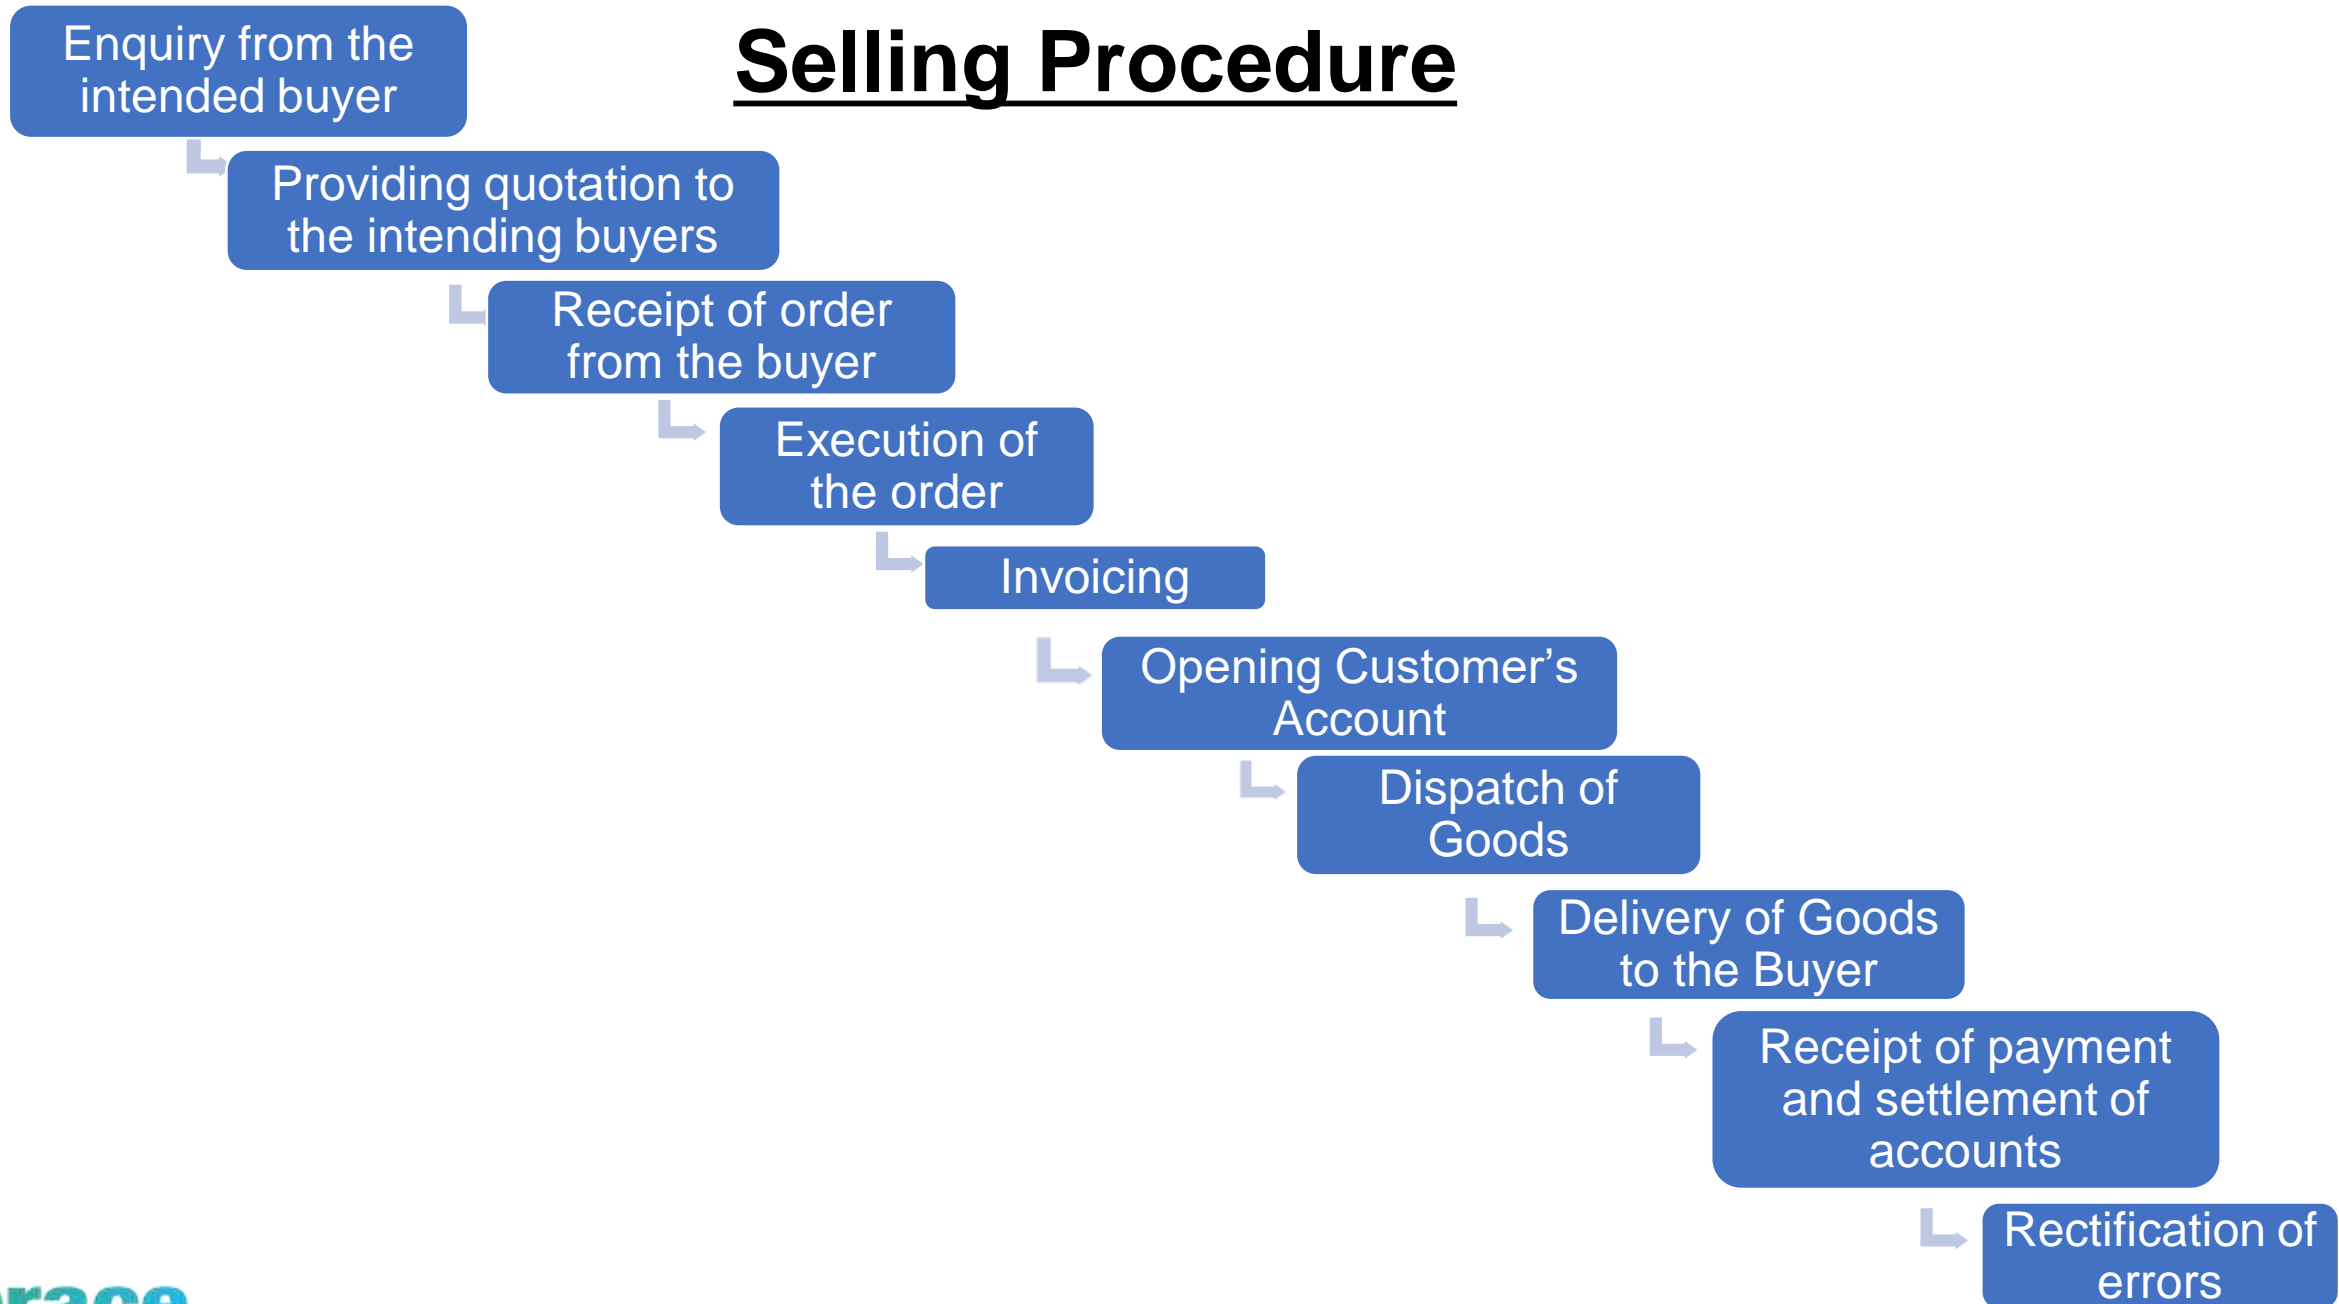 Selling Procedure
Enquiry from the
intended buyer
Providing quotation to
the intending buyers
Receipt of order
from the buyer
Execution of
the order
Invoicing
Opening Customer’s
Account
Dispatch of
Goods
Delivery of Goods
to the Buyer
Receipt of payment
and settlement of
accounts
Rectification of
errors